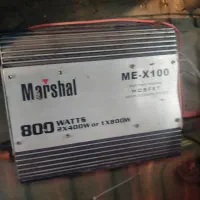 Marshal
ME-X100
MOSFET
800 WATTS
2X400W or 1X800W